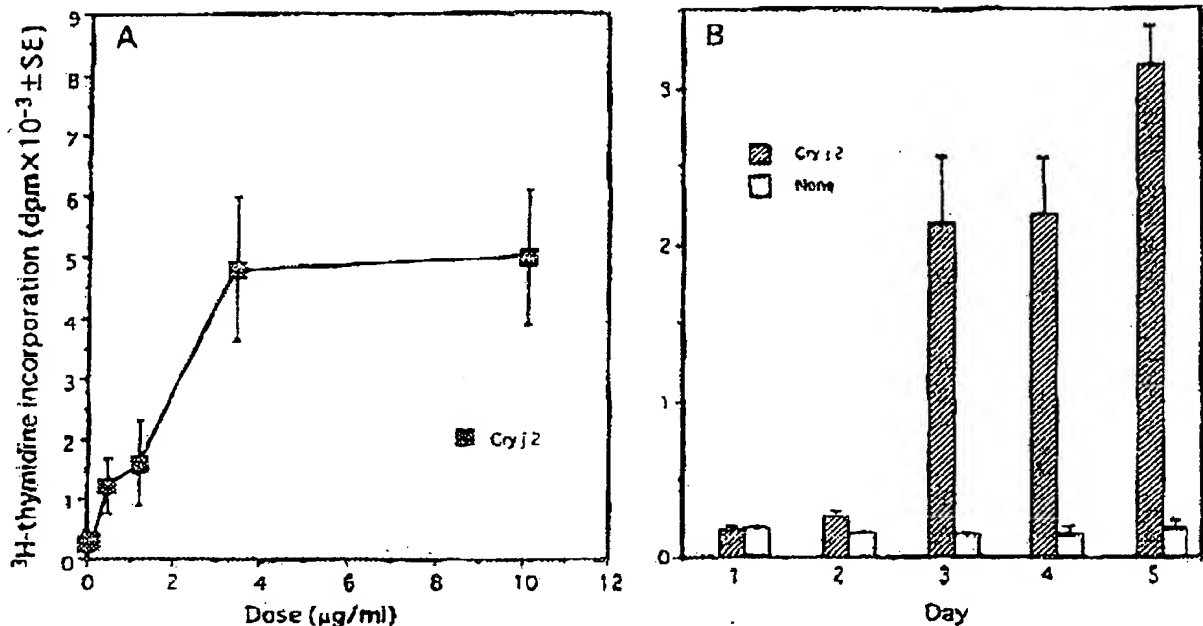 A
³H-thymidine incorporation (dpm×10⁻³ ± SE)
9
8
7
6
5
4
3
2
1
0
0 2 4 6 8 10 12
Dose (μg/ml)
Cry j 2
B
3
2
1
0
Cry j 2
None
1 2 3 4 5
Day